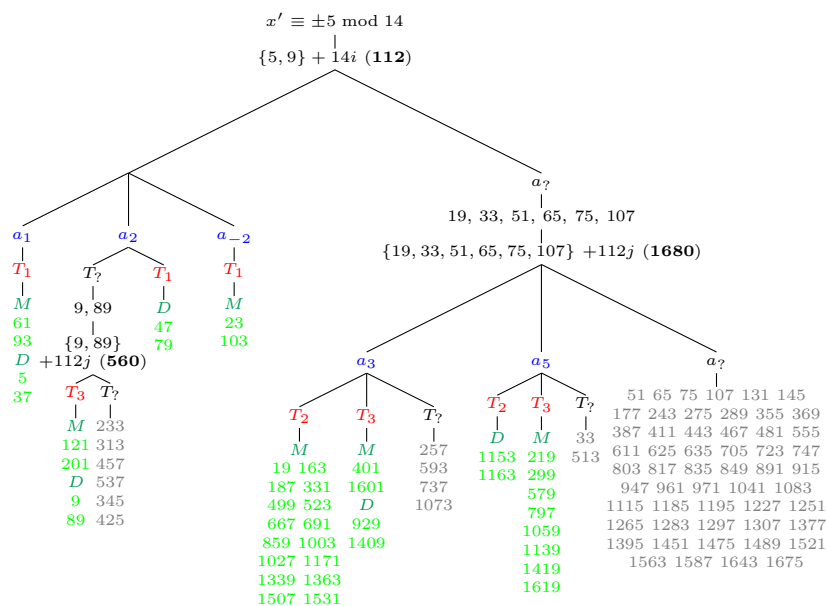 x′ ≡ ±5 mod 14
{5, 9} + 14i (112)
a₁
T₁
M
61
93
D
5
37
a₂
T?
9, 89
{9, 89}
+112j (560)
T₃
M
121
201
D
9
89
T?
233
313
457
537
345
425
T₁
D
47
79
a₋₂
T₁
M
23
103
a?
19, 33, 51, 65, 75, 107
{19, 33, 51, 65, 75, 107} +112j (1680)
a₃
T₂
M
19 163
187 331
499 523
667 691
859 1003
1027 1171
1339 1363
1507 1531
T₃
M
401
1601
D
929
1409
T?
257
593
737
1073
a₅
T₂
D
1153
1163
T₃
M
219
299
579
797
1059
1139
1419
1619
T?
33
513
a?
51 65 75 107 131 145
177 243 275 289 355 369
387 411 443 467 481 555
611 625 635 705 723 747
803 817 835 849 891 915
947 961 971 1041 1083
1115 1185 1195 1227 1251
1265 1283 1297 1307 1377
1395 1451 1475 1489 1521
1563 1587 1643 1675